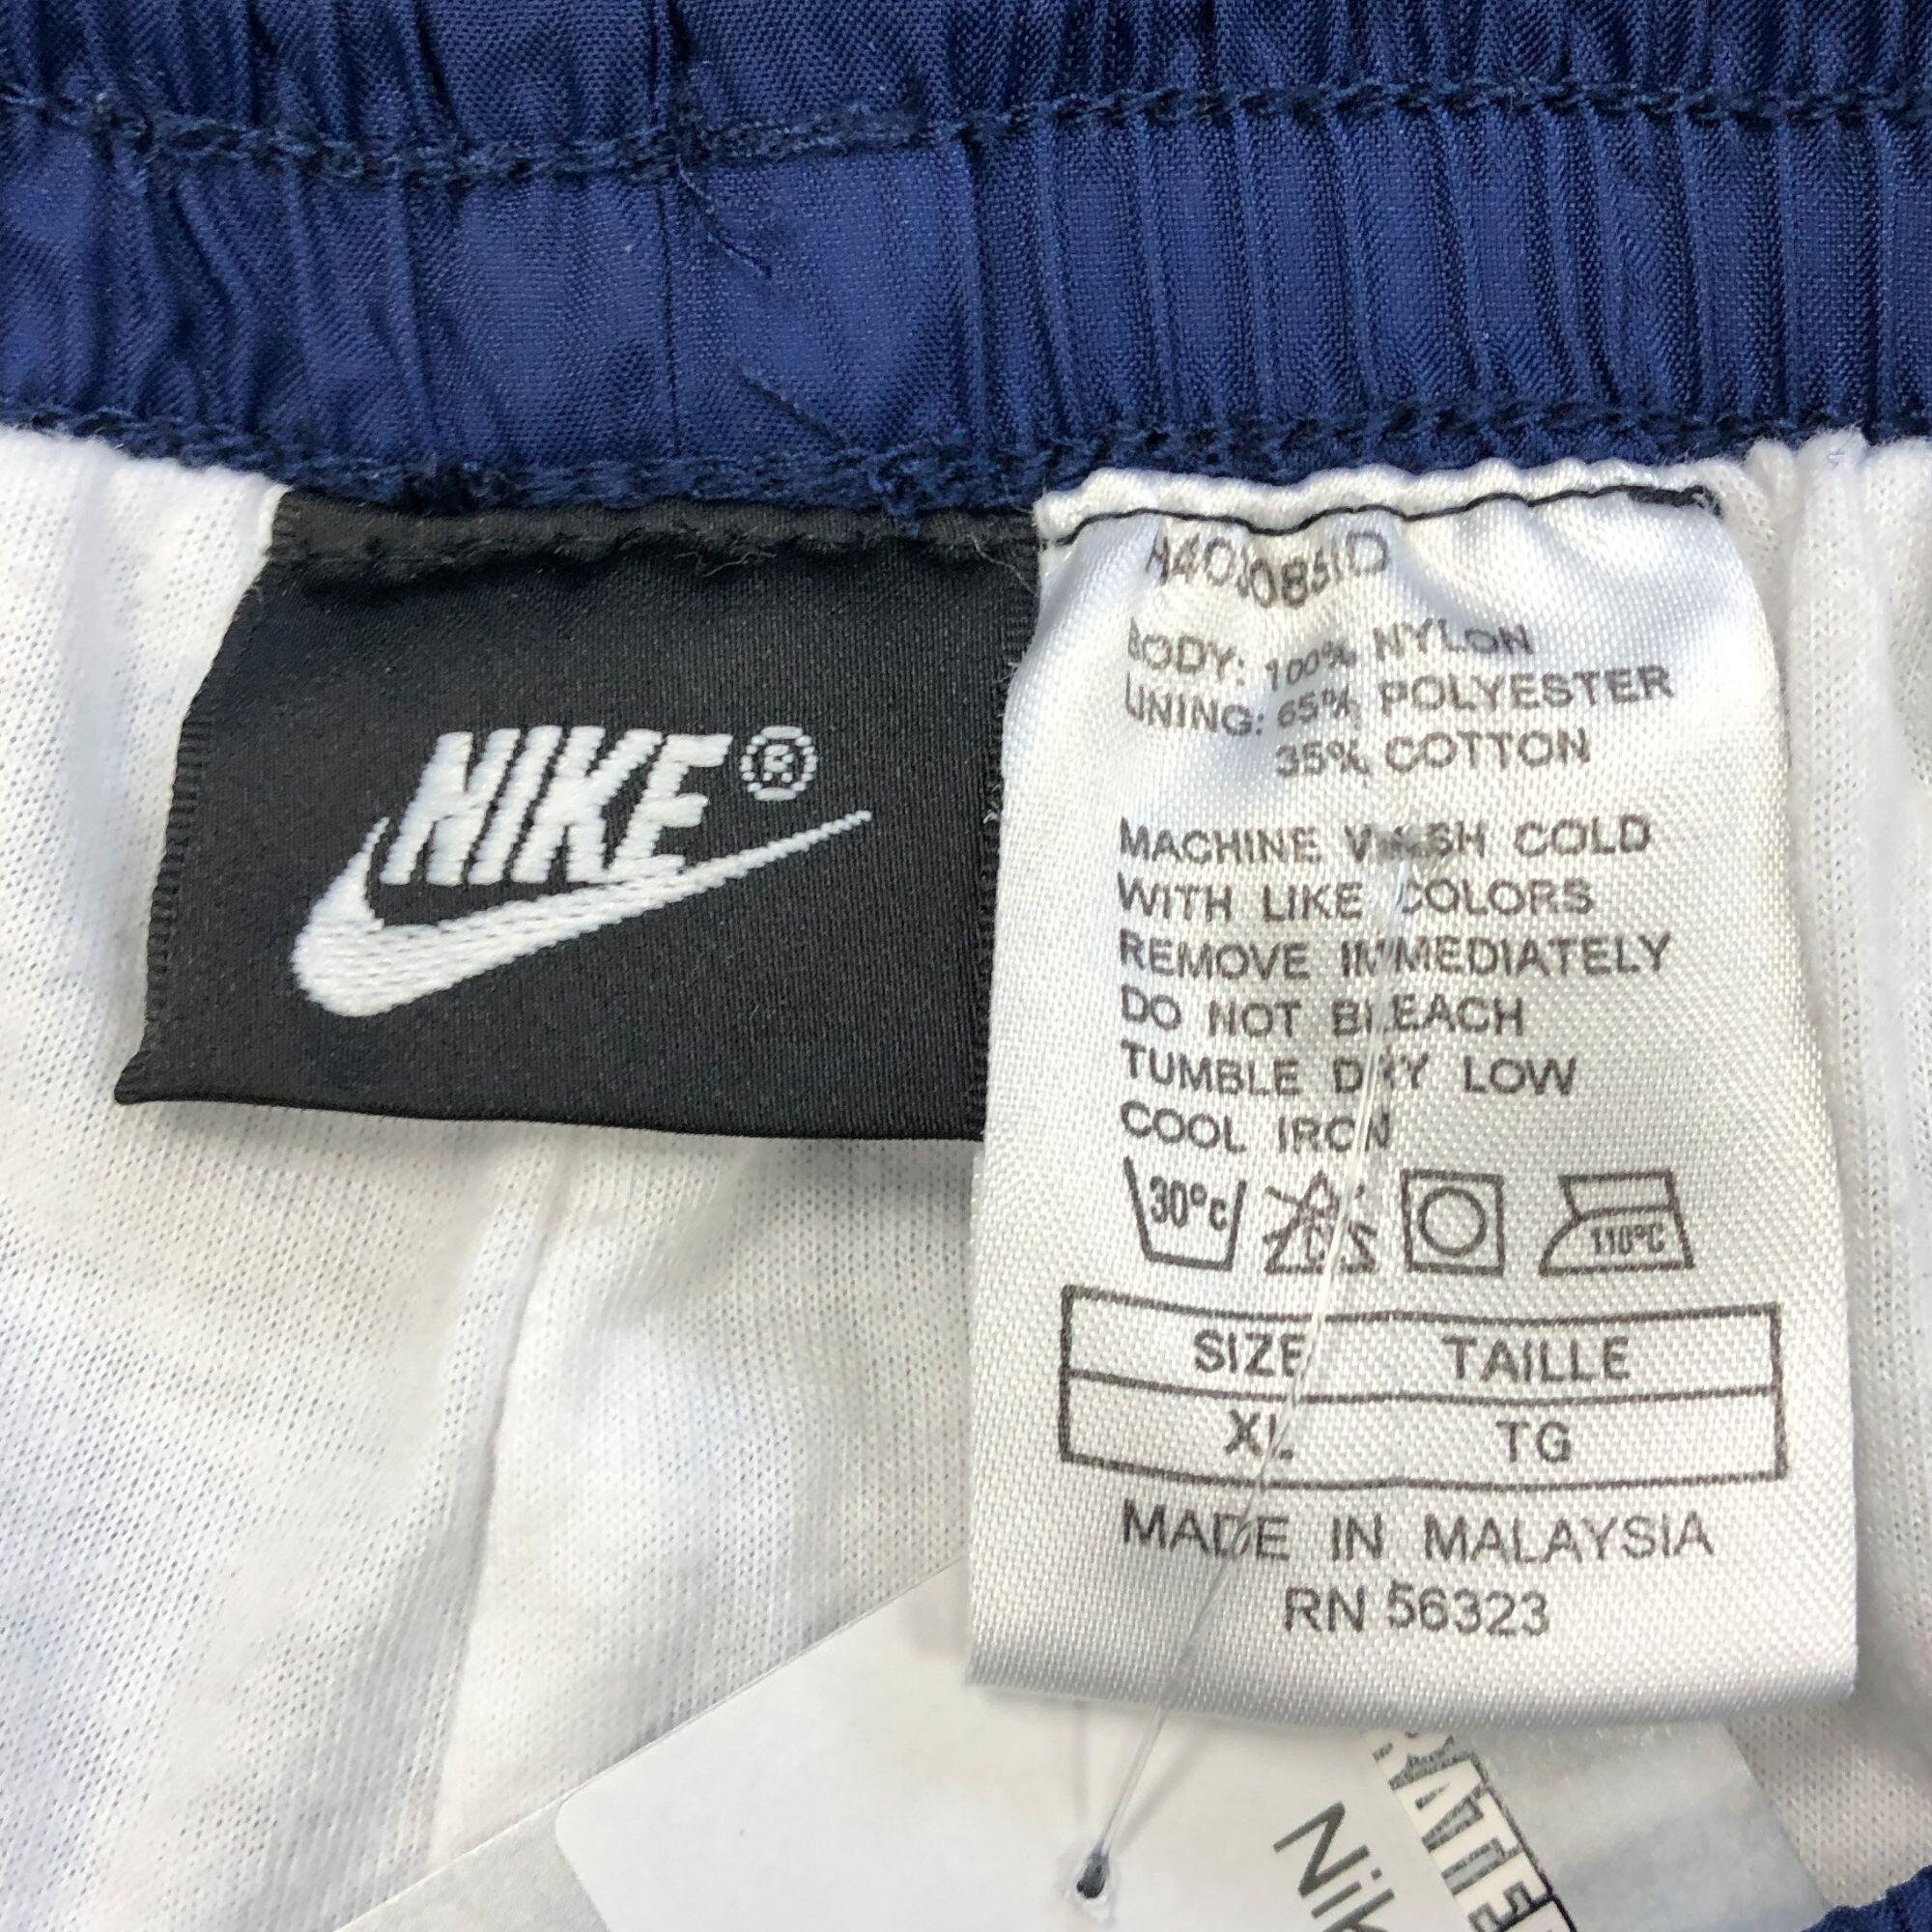 NIKE®
BODY: 100% NYLON
LINING: 65% POLYESTER
35% COTTON
MACHINE WASH COLD
WITH LIKE COLORS
REMOVE IMMEDIATELY
DO NOT BLEACH
TUMBLE DRY LOW
COOL IRON
30°C 110°C
SIZE TAILLE
XL TG
MADE IN MALAYSIA
RN 56323